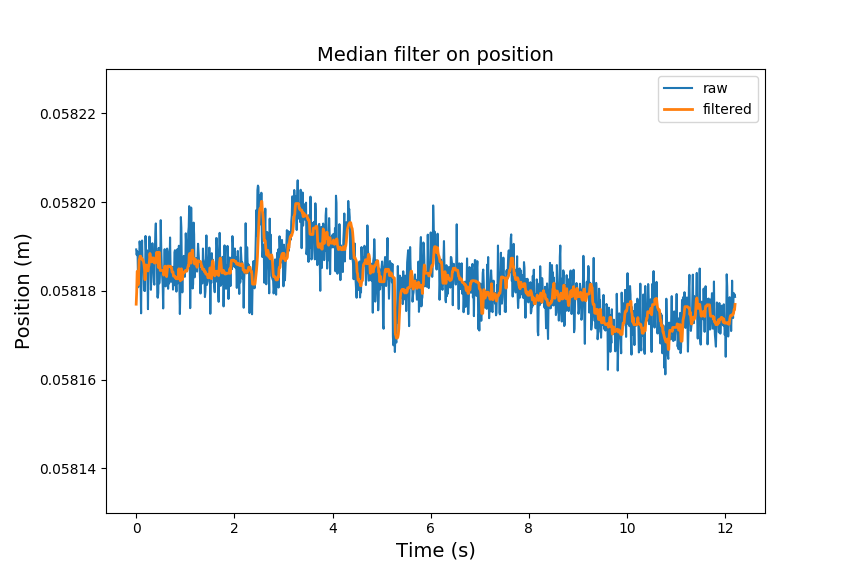 Median filter on position
raw
filtered
0.05822
0.05820
0.05818
0.05816
0.05814
Position (m)
0 2 4 6 8 10 12
Time (s)